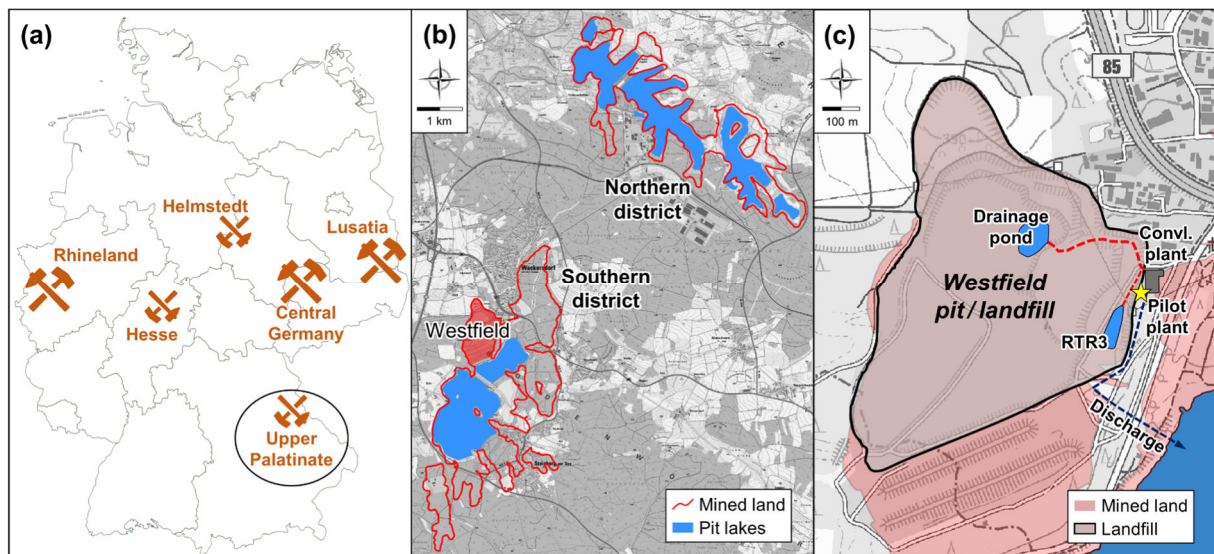 (a)
Helmstedt
Lusatia
Rhineland
Hesse
Central
Germany
Upper
Palatinate
(b)
1 km
Northern
district
Wackersdorf
Southern
district
Westfield
Mined land
Pit lakes
(c)
85
100 m
Drainage
pond
Convl.
plant
Westfield
pit / landfill
Pilot
plant
RTR3
Discharge
Mined land
Landfill